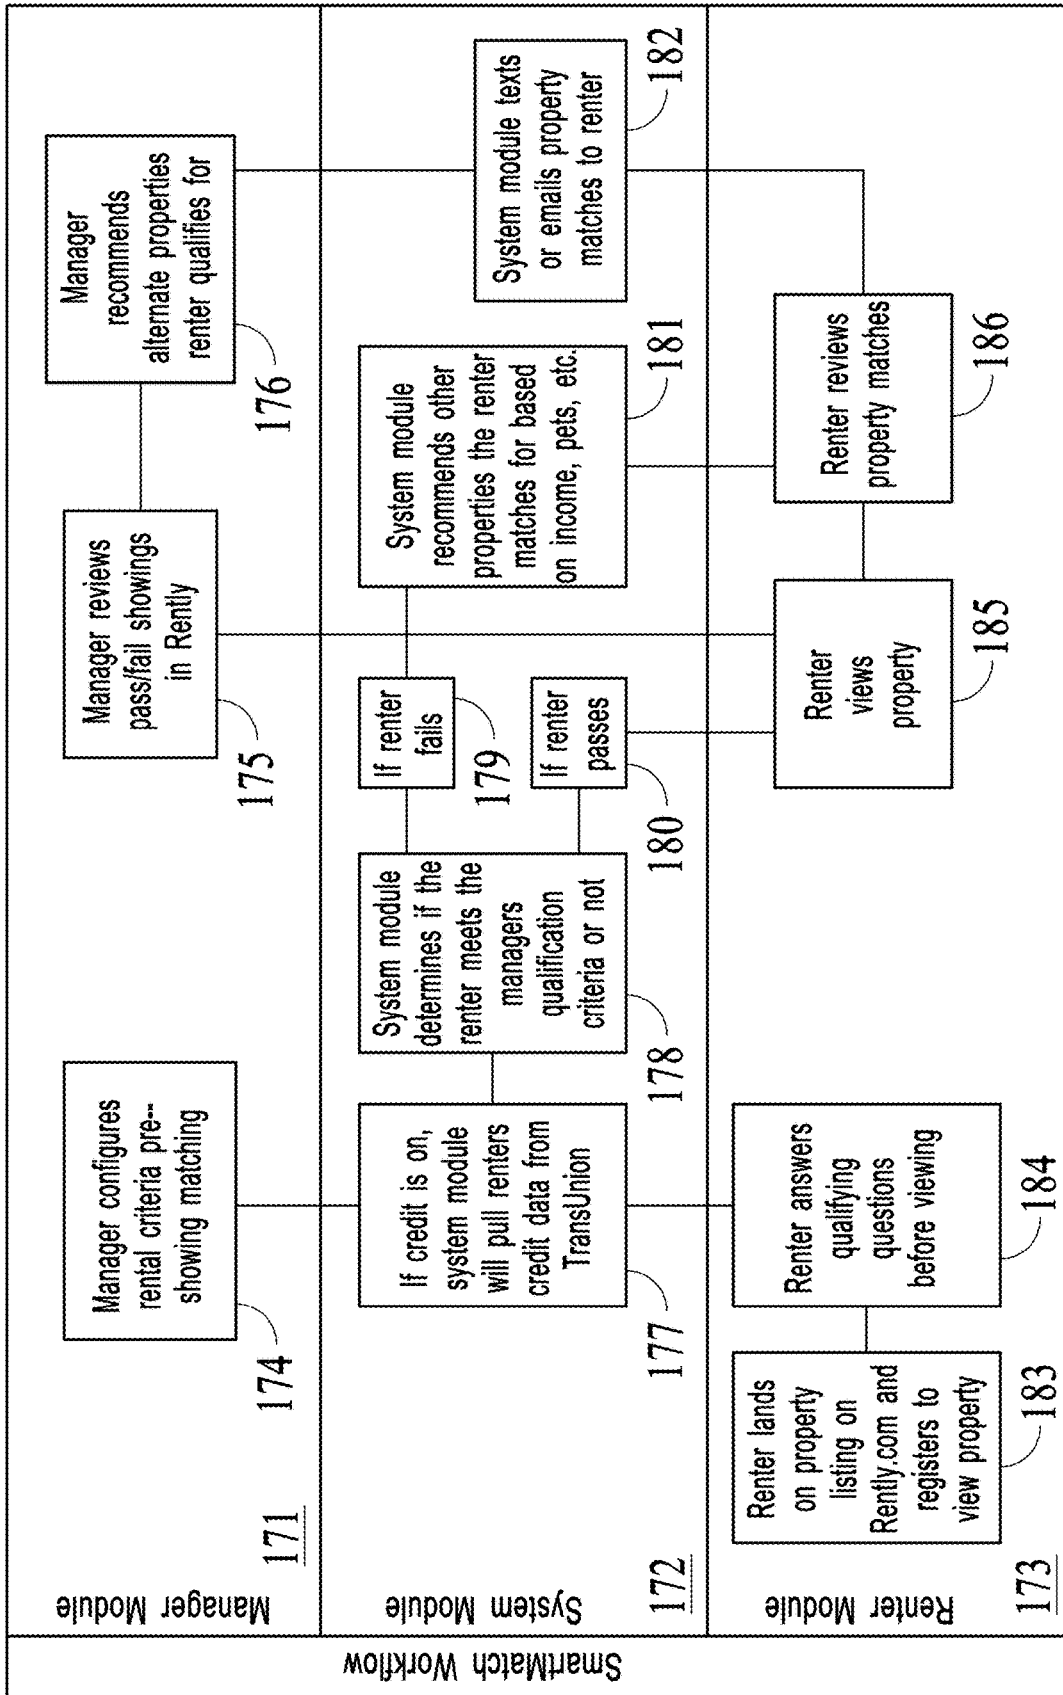 SmartMatch Workflow
Manager Module
171
Manager configures
rental criteria pre--
showing matching
174
Manager reviews
pass/fail showings
in Rently
175
Manager
recommends
alternate properties
renter qualifies for
176
System Module
172
If credit is on,
system module
will pull renters
credit data from
TransUnion
177
System module
determines if the
renter meets the
managers
qualification
criteria or not
178
If renter
fails
179
If renter
passes
180
System module
recommends other
properties the renter
matches for based
on income, pets, etc.
181
System module texts
or emails property
matches to renter
182
Renter Module
173
Renter lands
on property
listing on
Rently.com and
registers to
view property
183
Renter answers
qualifying
questions
before viewing
184
Renter
views
property
185
Renter reviews
property matches
186